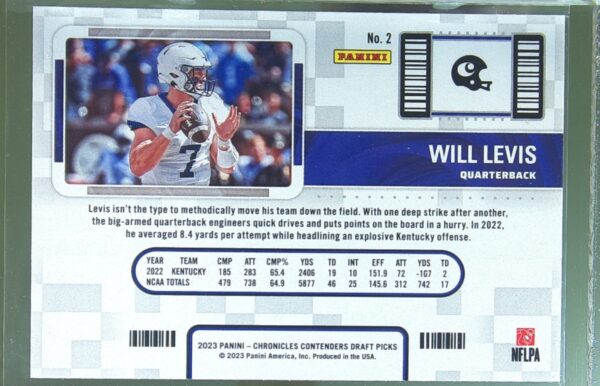 No. 2
PANINI
7
WILL LEVIS
QUARTERBACK
Levis isn't the type to methodically move his team down the field. With one deep strike after another,
the big-armed quarterback engineers quick drives and puts points on the board in a hurry. In 2022,
he averaged 8.4 yards per attempt while headlining an explosive Kentucky offense.
YEAR TEAM CMP ATT CMP% YDS TD INT EFF ATT YDS TD
2022 KENTUCKY 185 283 65.4 2406 19 10 151.9 72 -107 2
NCAA TOTALS 479 738 64.9 5877 46 25 145.6 312 742 17
2023 PANINI – CHRONICLES CONTENDERS DRAFT PICKS
© 2023 Panini America, Inc. Produced in the USA.
NFLPA